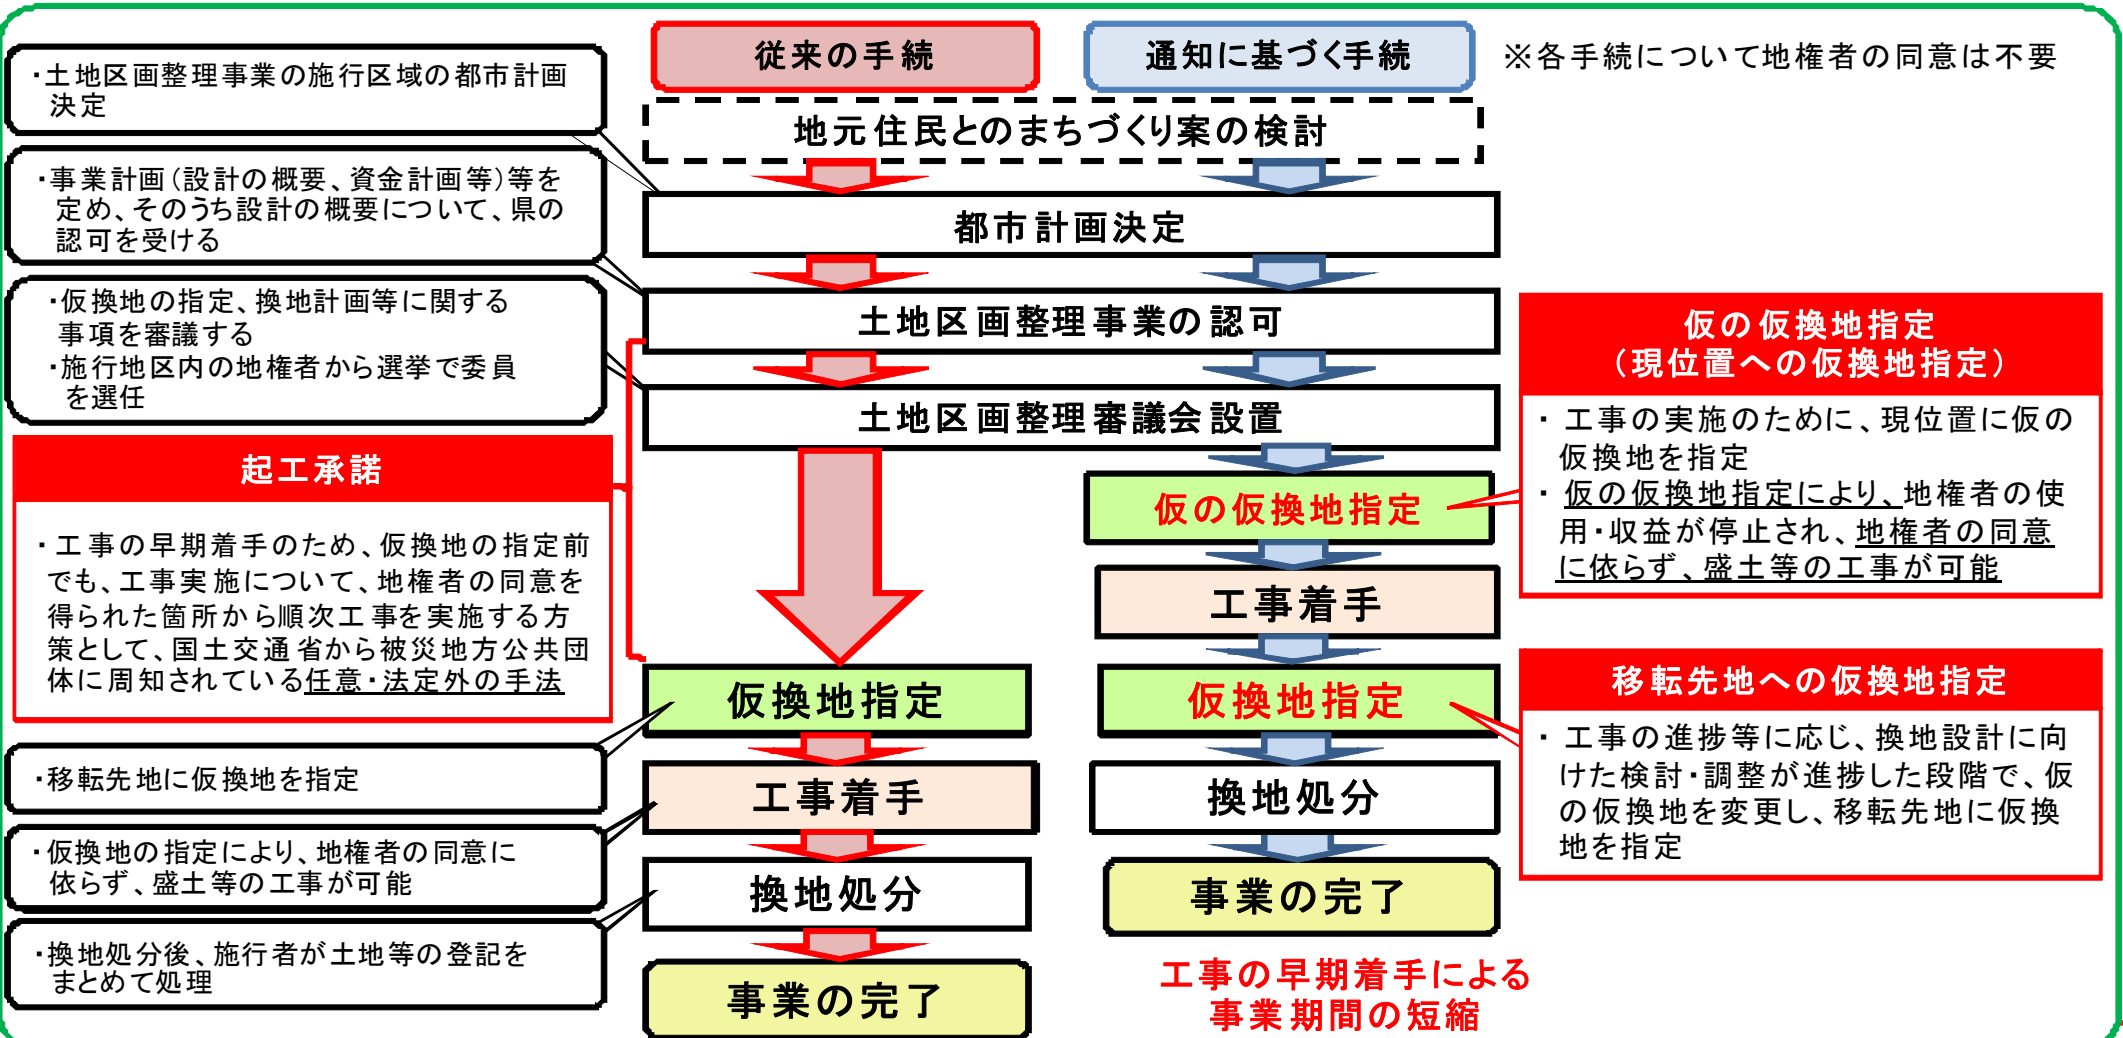 従来の手続
通知に基づく手続
※各手続について地権者の同意は不要
地元住民とのまちづくり案の検討
都市計画決定
土地区画整理事業の認可
土地区画整理審議会設置
・土地区画整理事業の施行区域の都市計画
決定
・事業計画（設計の概要、資金計画等）等を
定め、そのうち設計の概要について、県の
認可を受ける
・仮換地の指定、換地計画等に関する
事項を審議する
・施行地区内の地権者から選挙で委員
を選任
起工承諾
・工事の早期着手のため、仮換地の指定前
でも、工事実施について、地権者の同意を
得られた箇所から順次工事を実施する方
策として、国土交通省から被災地方公共団
体に周知されている任意・法定外の手法
・移転先地に仮換地を指定
・仮換地の指定により、地権者の同意に
依らず、盛土等の工事が可能
・換地処分後、施行者が土地等の登記を
まとめて処理
仮換地指定
工事着手
換地処分
事業の完了
仮の仮換地指定
工事着手
仮換地指定
換地処分
事業の完了
工事の早期着手による
事業期間の短縮
仮の仮換地指定
（現位置への仮換地指定）
・ 工事の実施のために、現位置に仮の
仮換地を指定
・ 仮の仮換地指定により、地権者の使
用・収益が停止され、地権者の同意
に依らず、盛土等の工事が可能
移転先地への仮換地指定
・ 工事の進捗等に応じ、換地設計に向
けた検討・調整が進捗した段階で、仮
の仮換地を変更し、移転先地に仮換
地を指定